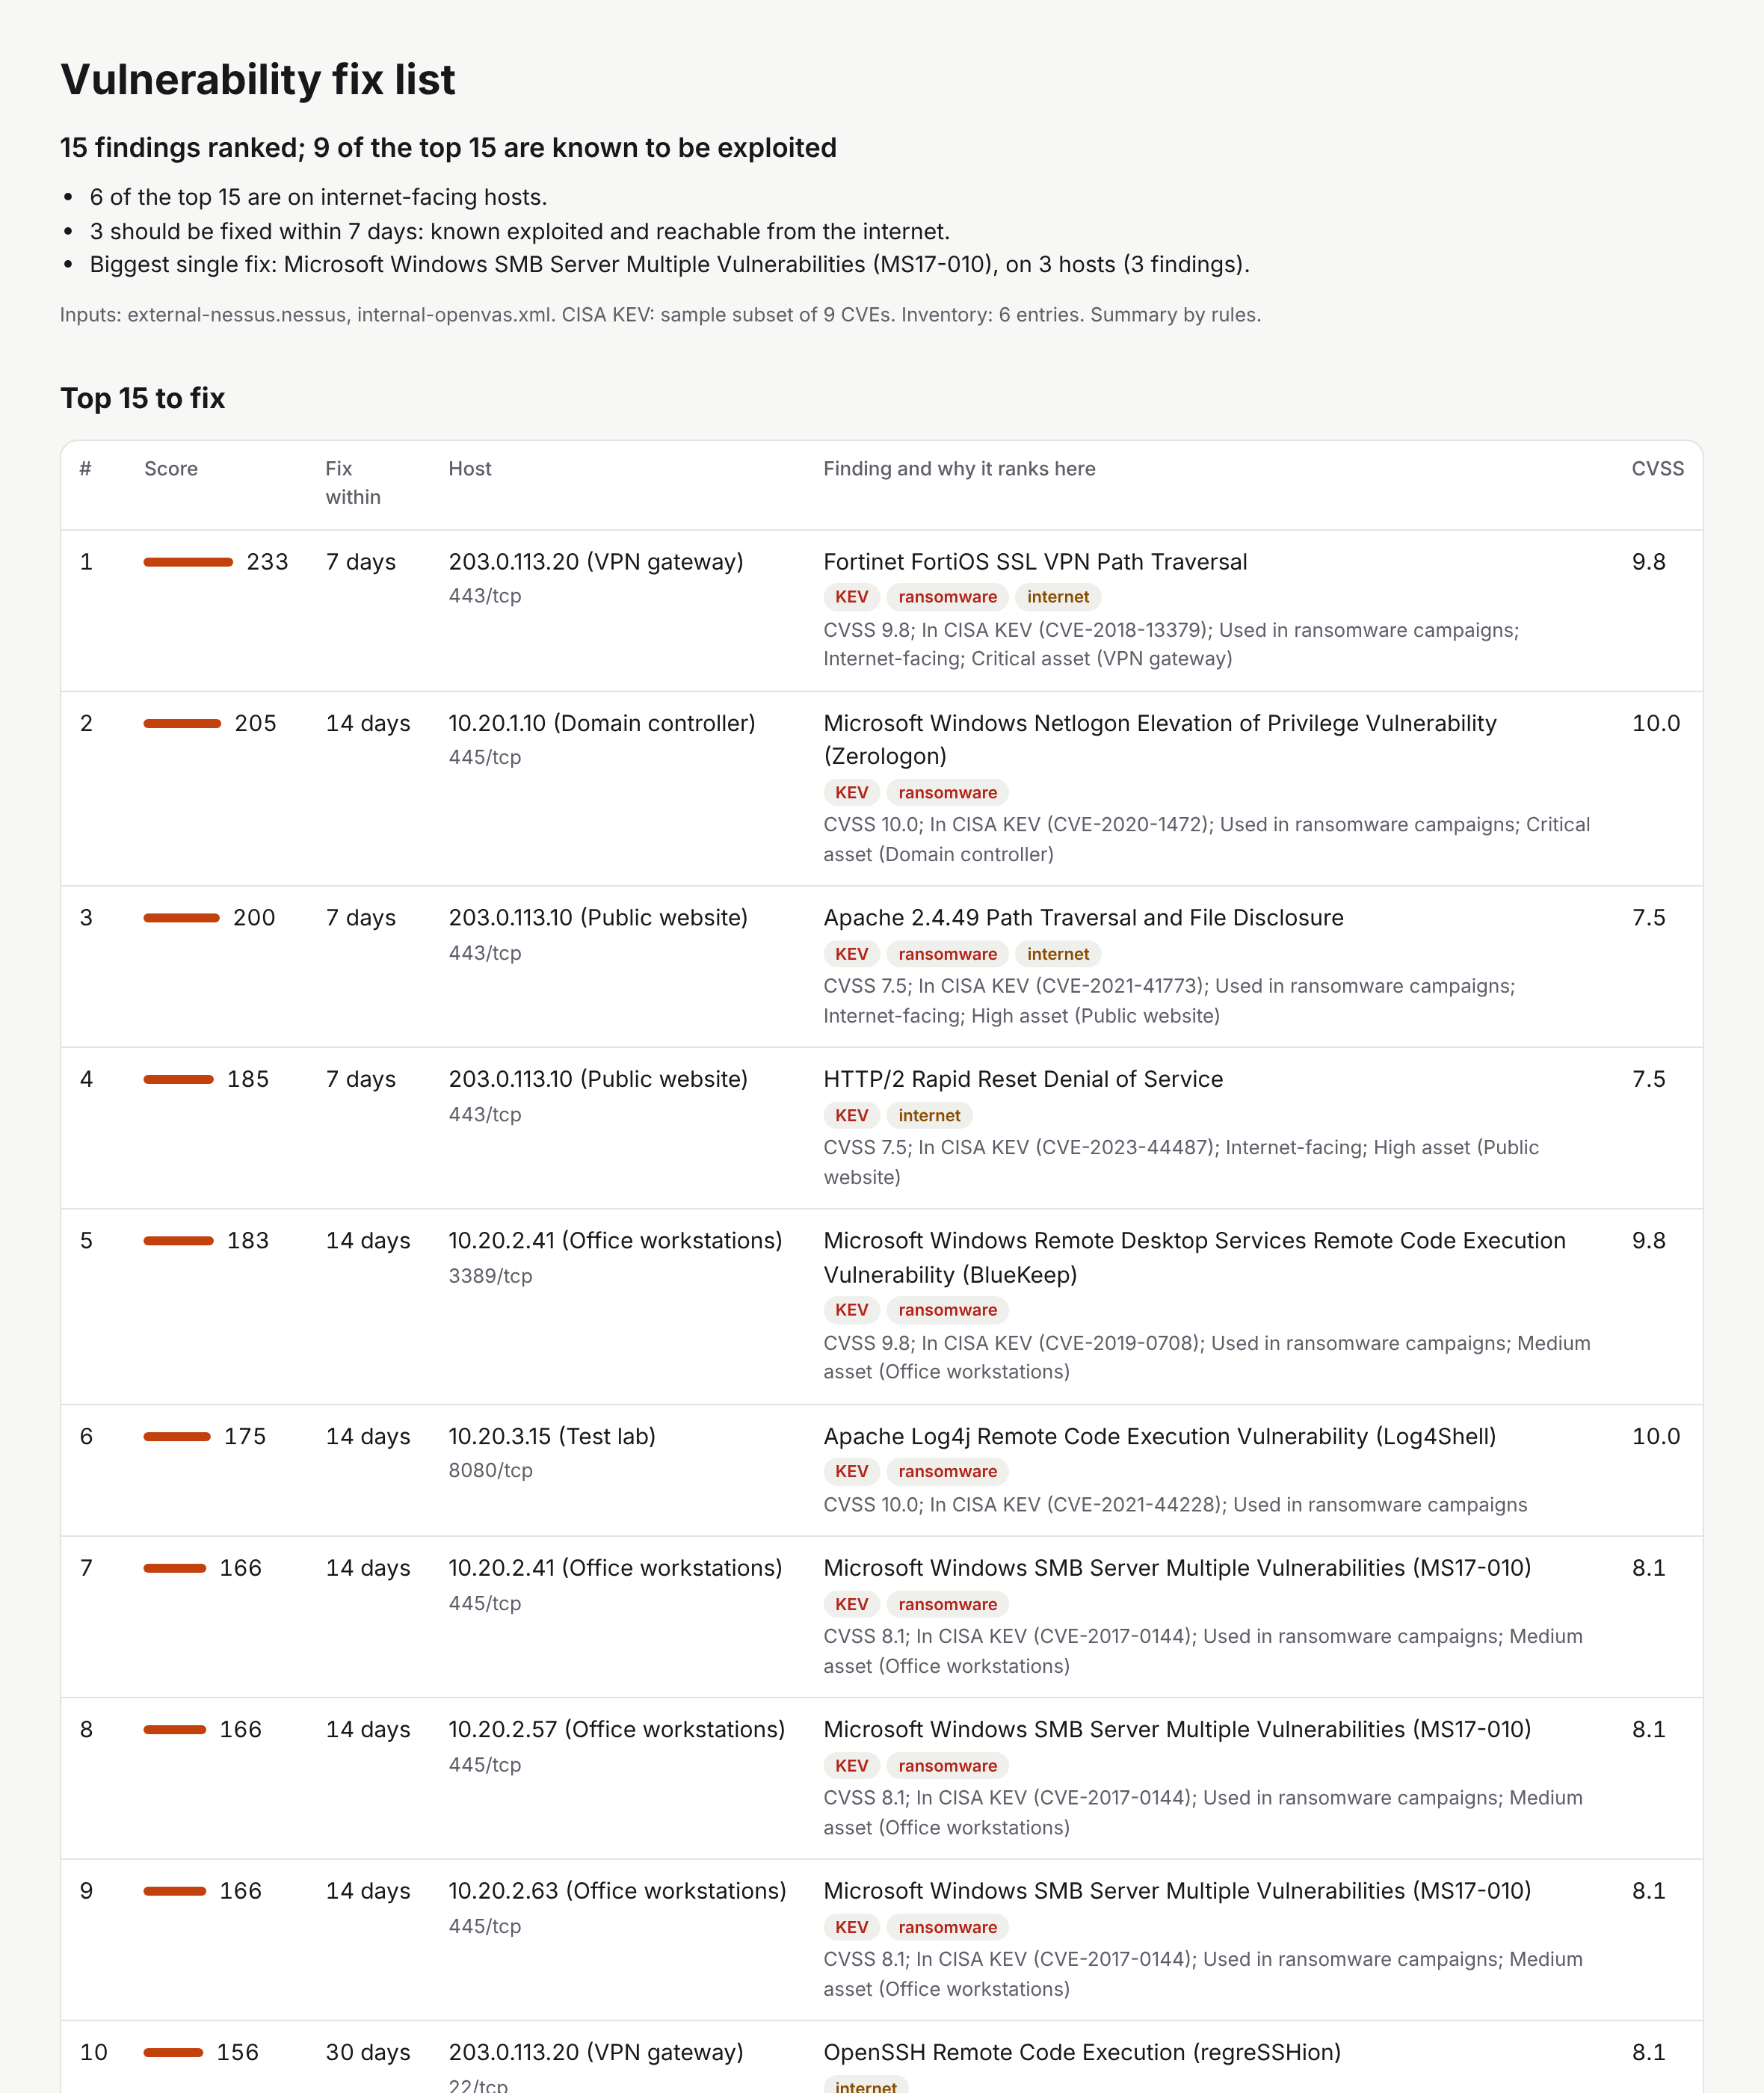 Vulnerability fix list
15 findings ranked; 9 of the top 15 are known to be exploited
• 6 of the top 15 are on internet-facing hosts.
• 3 should be fixed within 7 days: known exploited and reachable from the internet.
• Biggest single fix: Microsoft Windows SMB Server Multiple Vulnerabilities (MS17-010), on 3 hosts (3 findings).
Inputs: external-nessus.nessus, internal-openvas.xml. CISA KEV: sample subset of 9 CVEs. Inventory: 6 entries. Summary by rules.
Top 15 to fix
# Score Fix Host Finding and why it ranks here CVSS
within
1 233 7 days 203.0.113.20 (VPN gateway) Fortinet FortiOS SSL VPN Path Traversal 9.8
443/tcp KEV ransomware internet
CVSS 9.8; In CISA KEV (CVE-2018-13379); Used in ransomware campaigns;
Internet-facing; Critical asset (VPN gateway)
2 205 14 days 10.20.1.10 (Domain controller) Microsoft Windows Netlogon Elevation of Privilege Vulnerability 10.0
445/tcp (Zerologon)
KEV ransomware
CVSS 10.0; In CISA KEV (CVE-2020-1472); Used in ransomware campaigns; Critical
asset (Domain controller)
3 200 7 days 203.0.113.10 (Public website) Apache 2.4.49 Path Traversal and File Disclosure 7.5
443/tcp KEV ransomware internet
CVSS 7.5; In CISA KEV (CVE-2021-41773); Used in ransomware campaigns;
Internet-facing; High asset (Public website)
4 185 7 days 203.0.113.10 (Public website) HTTP/2 Rapid Reset Denial of Service 7.5
443/tcp KEV internet
CVSS 7.5; In CISA KEV (CVE-2023-44487); Internet-facing; High asset (Public
website)
5 183 14 days 10.20.2.41 (Office workstations) Microsoft Windows Remote Desktop Services Remote Code Execution 9.8
3389/tcp Vulnerability (BlueKeep)
KEV ransomware
CVSS 9.8; In CISA KEV (CVE-2019-0708); Used in ransomware campaigns; Medium
asset (Office workstations)
6 175 14 days 10.20.3.15 (Test lab) Apache Log4j Remote Code Execution Vulnerability (Log4Shell) 10.0
8080/tcp KEV ransomware
CVSS 10.0; In CISA KEV (CVE-2021-44228); Used in ransomware campaigns
7 166 14 days 10.20.2.41 (Office workstations) Microsoft Windows SMB Server Multiple Vulnerabilities (MS17-010) 8.1
445/tcp KEV ransomware
CVSS 8.1; In CISA KEV (CVE-2017-0144); Used in ransomware campaigns; Medium
asset (Office workstations)
8 166 14 days 10.20.2.57 (Office workstations) Microsoft Windows SMB Server Multiple Vulnerabilities (MS17-010) 8.1
445/tcp KEV ransomware
CVSS 8.1; In CISA KEV (CVE-2017-0144); Used in ransomware campaigns; Medium
asset (Office workstations)
9 166 14 days 10.20.2.63 (Office workstations) Microsoft Windows SMB Server Multiple Vulnerabilities (MS17-010) 8.1
445/tcp KEV ransomware
CVSS 8.1; In CISA KEV (CVE-2017-0144); Used in ransomware campaigns; Medium
asset (Office workstations)
10 156 30 days 203.0.113.20 (VPN gateway) OpenSSH Remote Code Execution (regreSSHion) 8.1
22/tcp internet